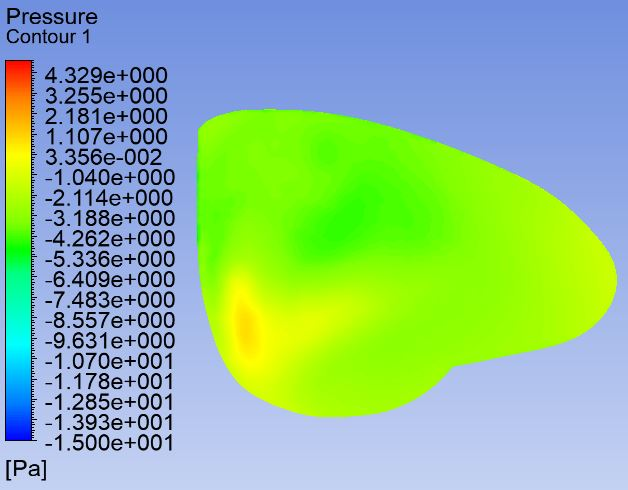 Pressure
Contour 1
4.329e+000
3.255e+000
2.181e+000
1.107e+000
3.356e-002
-1.040e+000
-2.114e+000
-3.188e+000
-4.262e+000
-5.336e+000
-6.409e+000
-7.483e+000
-8.557e+000
-9.631e+000
-1.070e+001
-1.178e+001
-1.285e+001
-1.393e+001
-1.500e+001
[Pa]